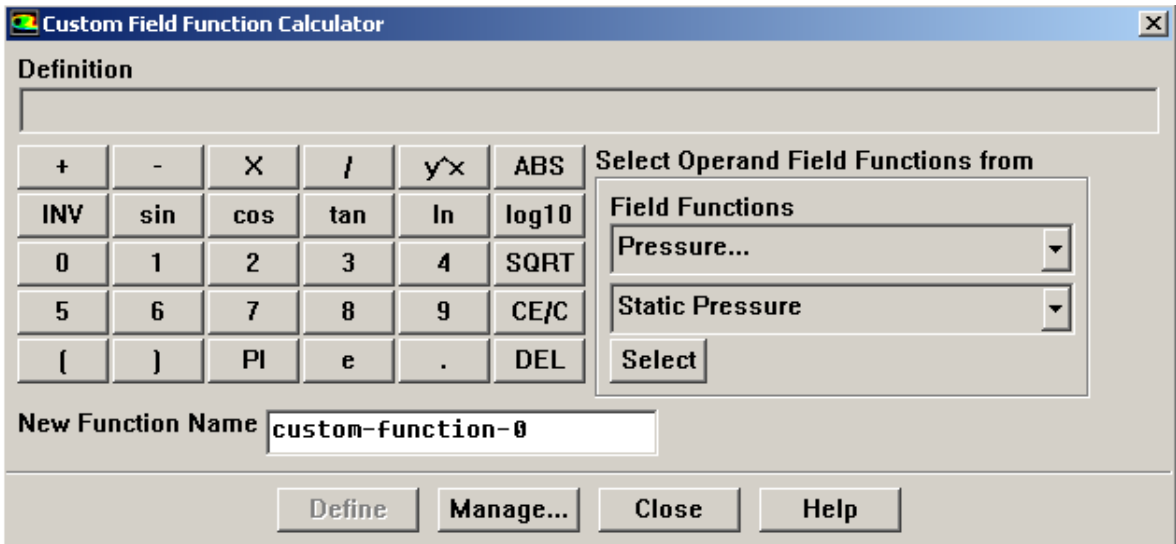 Custom Field Function Calculator
Definition
+ - X / y^x ABS
INV sin cos tan ln log10
0 1 2 3 4 SQRT
5 6 7 8 9 CE/C
( ) PI e . DEL
Select Operand Field Functions from
Field Functions
Pressure...
Static Pressure
Select
New Function Name custom-function-0
Define Manage... Close Help